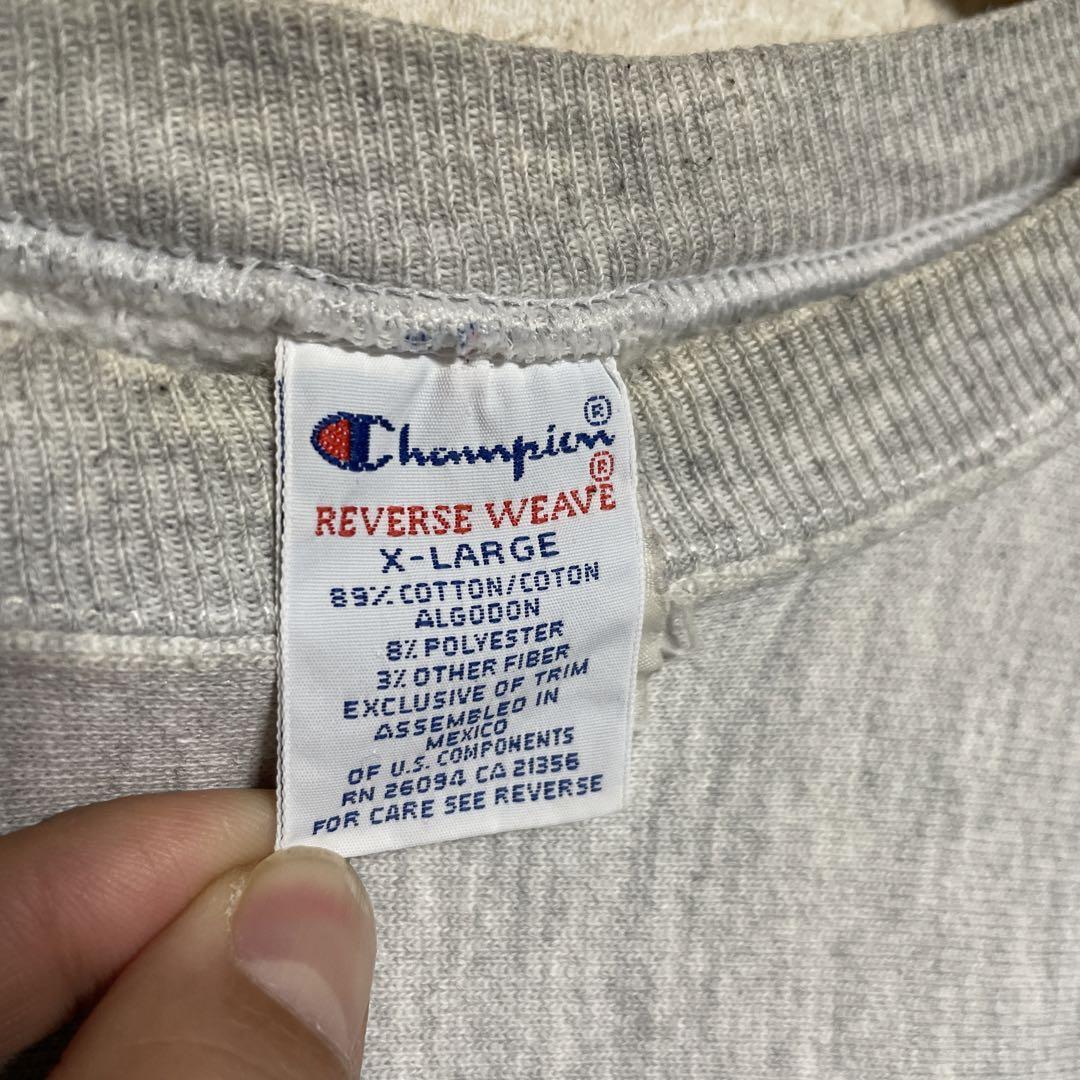 Champion®
REVERSE WEAVE®
X-LARGE
89% COTTON/COTON
ALGODON
8% POLYESTER
3% OTHER FIBER
EXCLUSIVE OF TRIM
ASSEMBLED IN
MEXICO
OF U.S. COMPONENTS
RN 26094 CA 21356
FOR CARE SEE REVERSE